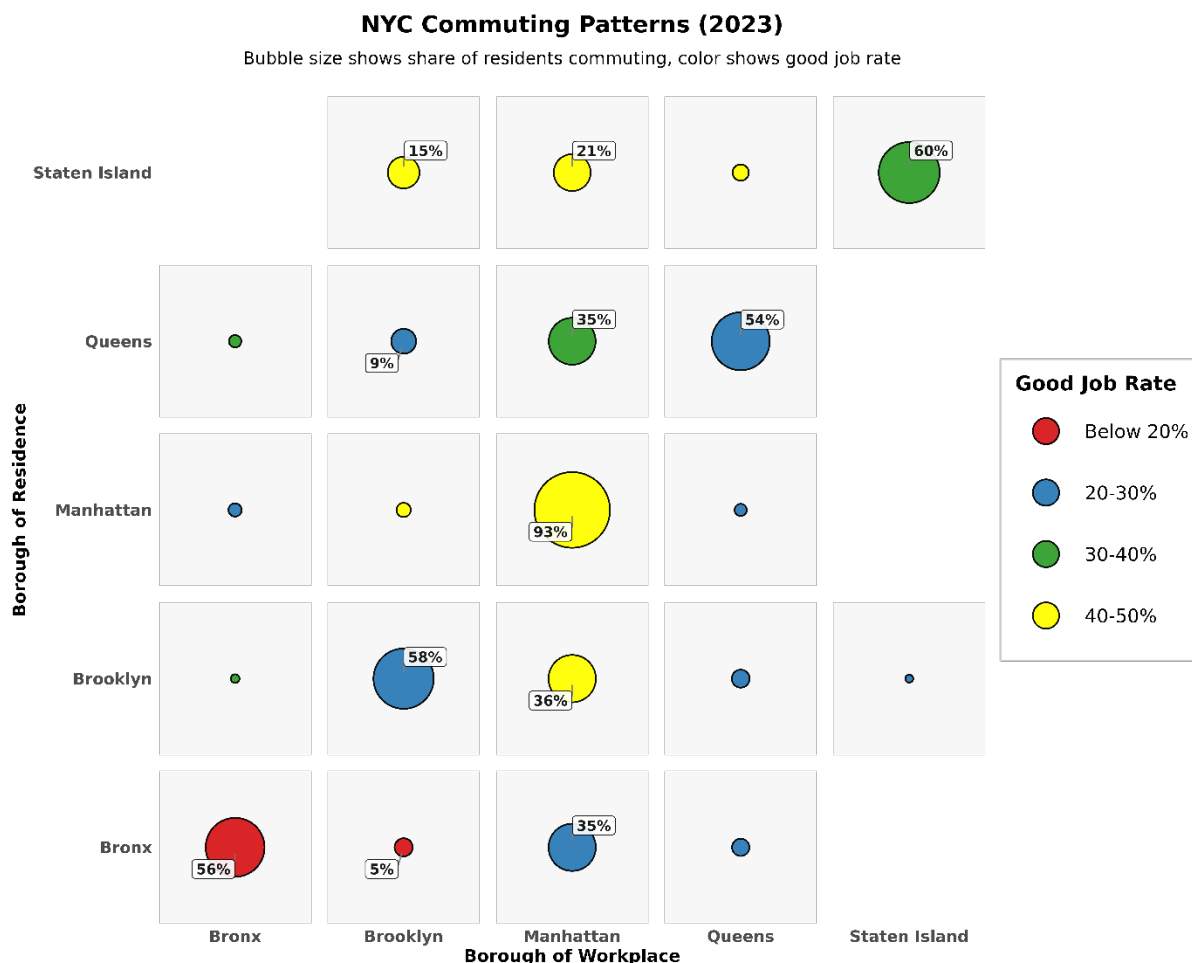 NYC Commuting Patterns (2023)
Bubble size shows share of residents commuting, color shows good job rate
Staten Island
15%
21%
60%
Queens
9%
35%
54%
Good Job Rate
Below 20%
20-30%
30-40%
40-50%
Borough of Residence
Manhattan
93%
Brooklyn
58%
36%
Bronx
56%
5%
35%
Bronx
Brooklyn
Manhattan
Queens
Staten Island
Borough of Workplace